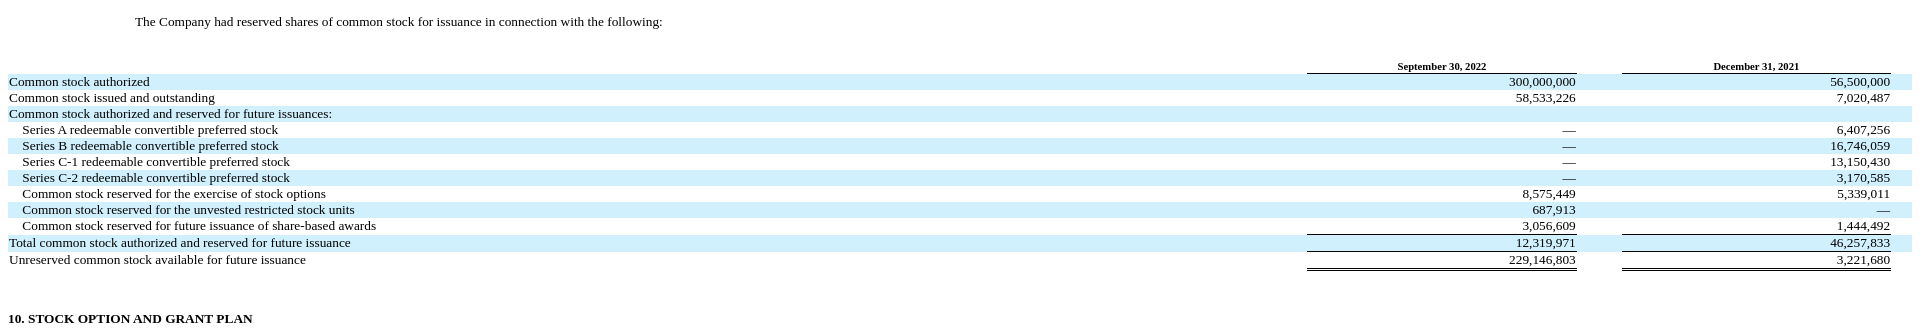 The Company had reserved shares of common stock for issuance in connection with the following:
September 30, 2022 December 31, 2021
Common stock authorized 300,000,000 56,500,000
Common stock issued and outstanding 58,533,226 7,020,487
Common stock authorized and reserved for future issuances:
Series A redeemable convertible preferred stock — 6,407,256
Series B redeemable convertible preferred stock — 16,746,059
Series C-1 redeemable convertible preferred stock — 13,150,430
Series C-2 redeemable convertible preferred stock — 3,170,585
Common stock reserved for the exercise of stock options 8,575,449 5,339,011
Common stock reserved for the unvested restricted stock units 687,913 —
Common stock reserved for future issuance of share-based awards 3,056,609 1,444,492
Total common stock authorized and reserved for future issuance 12,319,971 46,257,833
Unreserved common stock available for future issuance 229,146,803 3,221,680
10. STOCK OPTION AND GRANT PLAN